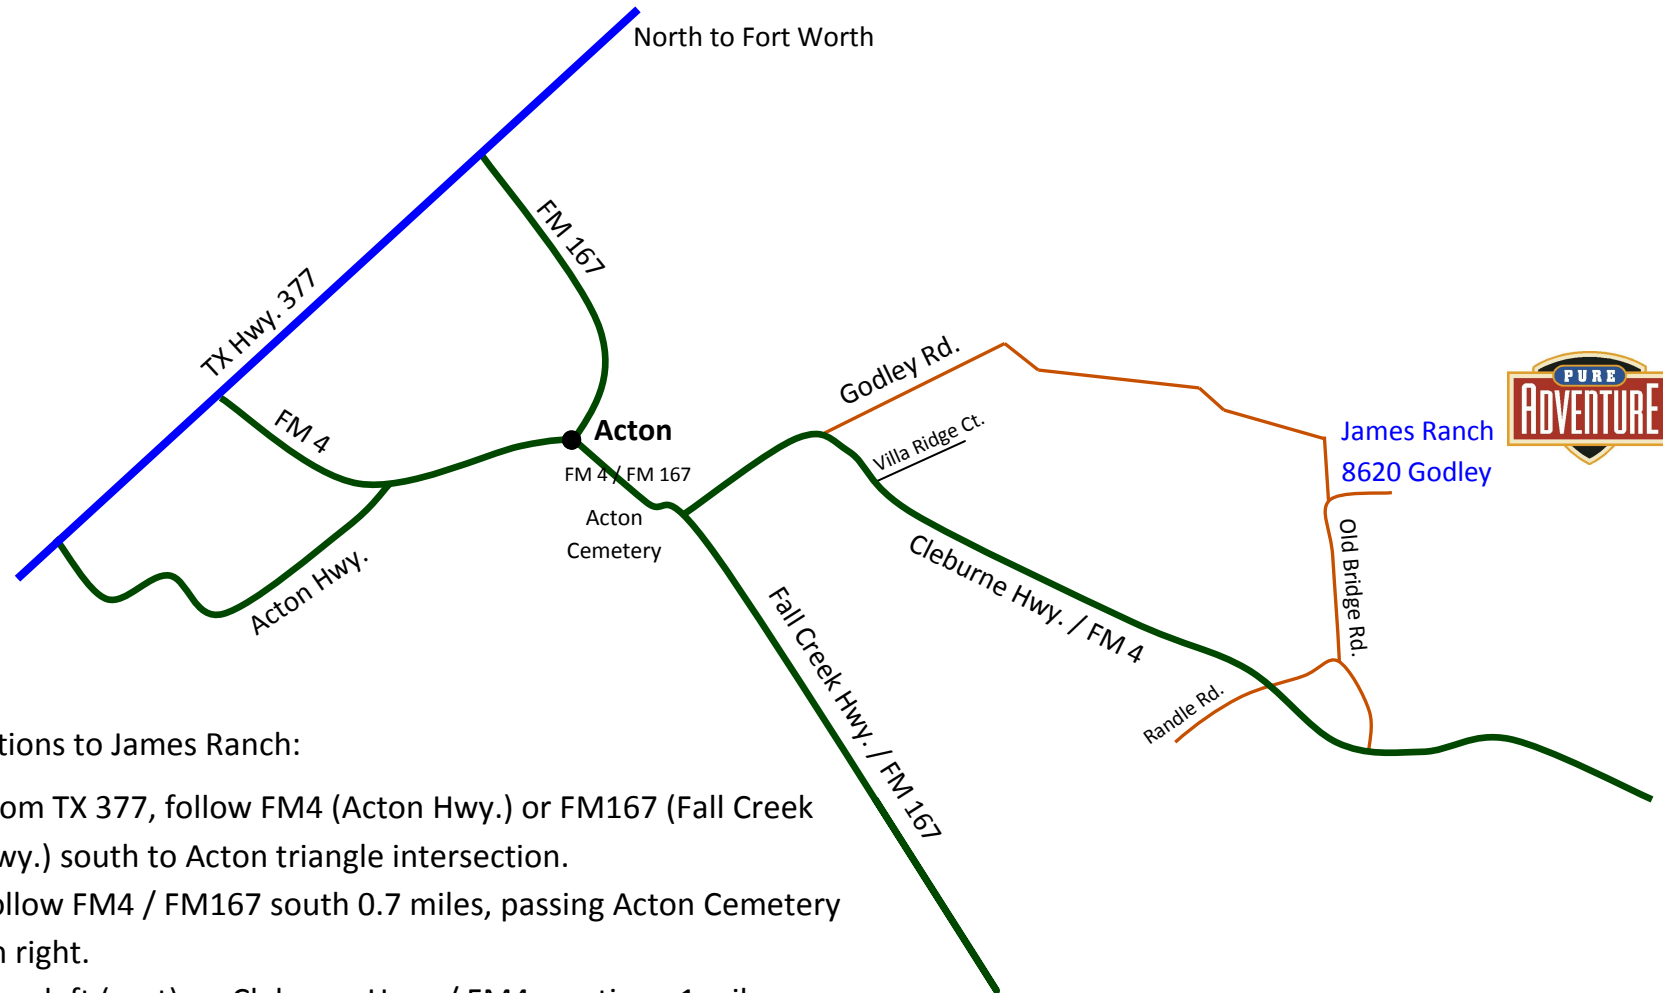 North to Fort Worth
FM 167
TX Hwy. 377
FM 4
Acton
FM 4 / FM 167
Acton
Cemetery
Acton Hwy.
Godley Rd.
Villa Ridge Ct.
PURE
ADVENTURE
James Ranch
8620 Godley
Old Bridge Rd.
Cleburne Hwy. / FM 4
Randle Rd.
Fall Creek Hwy. / FM 167
tions to James Ranch:
om TX 377, follow FM4 (Acton Hwy.) or FM167 (Fall Creek
wy.) south to Acton triangle intersection.
ollow FM4 / FM167 south 0.7 miles, passing Acton Cemetery
n right.